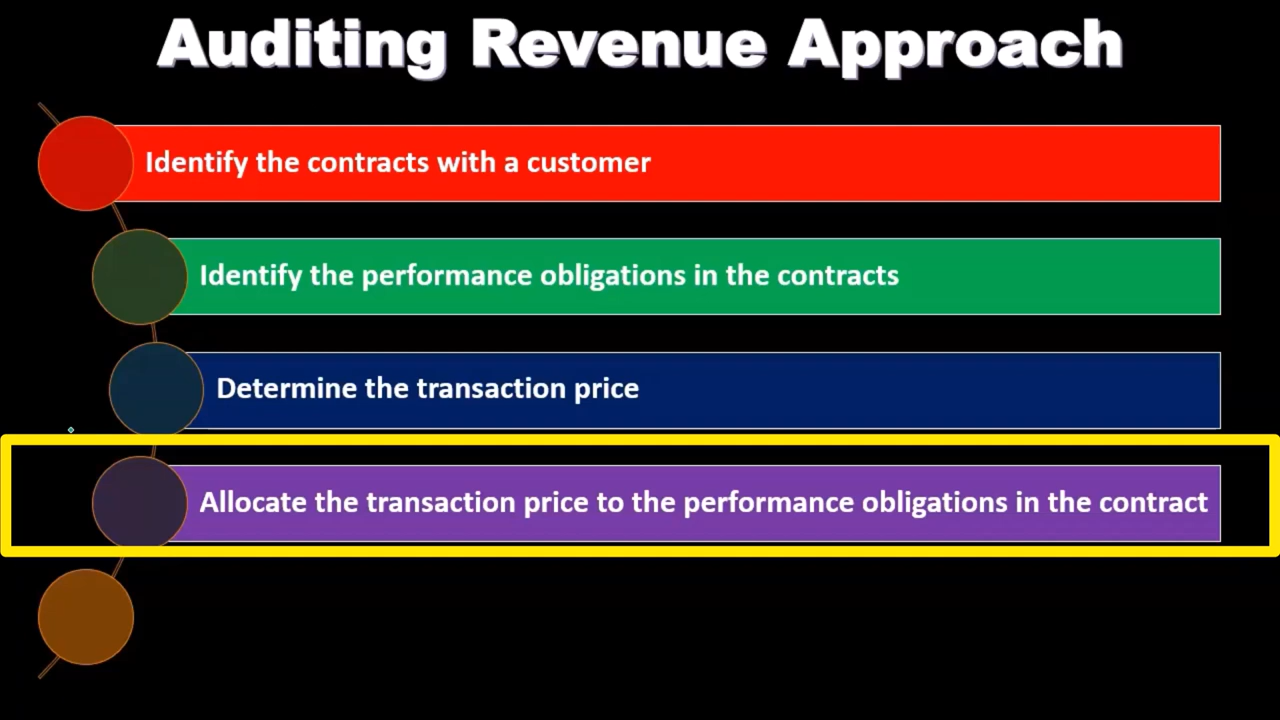 Auditing Revenue Approach
Identify the contracts with a customer
Identify the performance obligations in the contracts
Determine the transaction price
Allocate the transaction price to the performance obligations in the contract